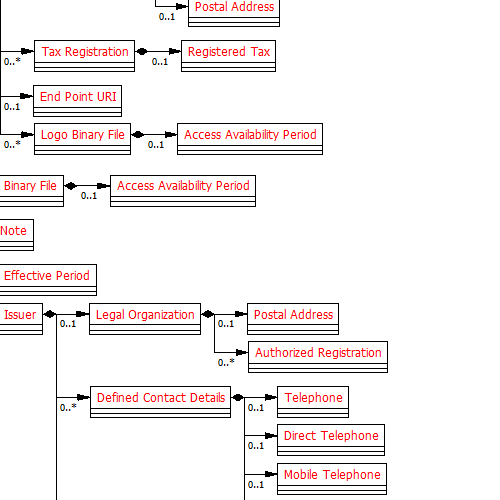 Postal Address
0..1
Tax Registration
Registered Tax
0..*
0..1
End Point URI
0..1
Logo Binary File
Access Availability Period
0..*
0..1
Binary File
Access Availability Period
0..1
Note
Effective Period
Issuer
Legal Organization
Postal Address
0..1
0..1
Authorized Registration
0..*
Defined Contact Details
Telephone
0..*
0..1
Direct Telephone
0..1
Mobile Telephone
0..1